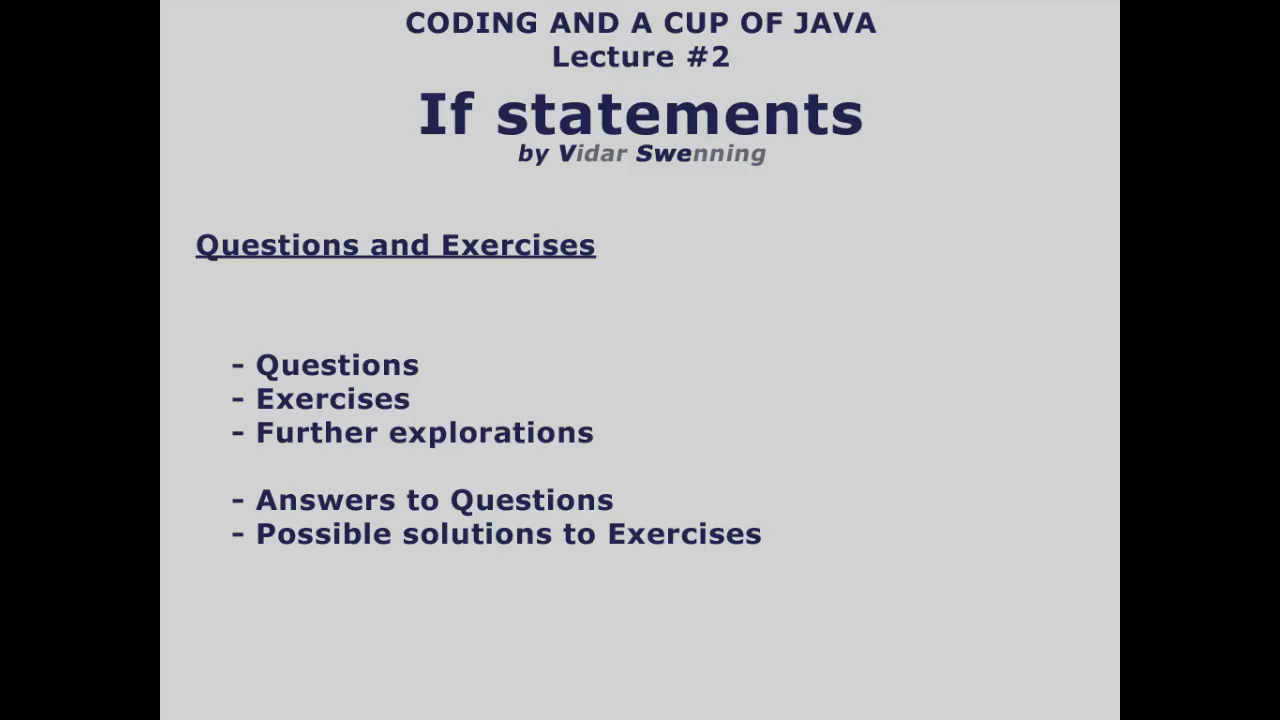 CODING AND A CUP OF JAVA
Lecture #2
If statements
by Vidar Swenning
Questions and Exercises
- Questions
- Exercises
- Further explorations
- Answers to Questions
- Possible solutions to Exercises